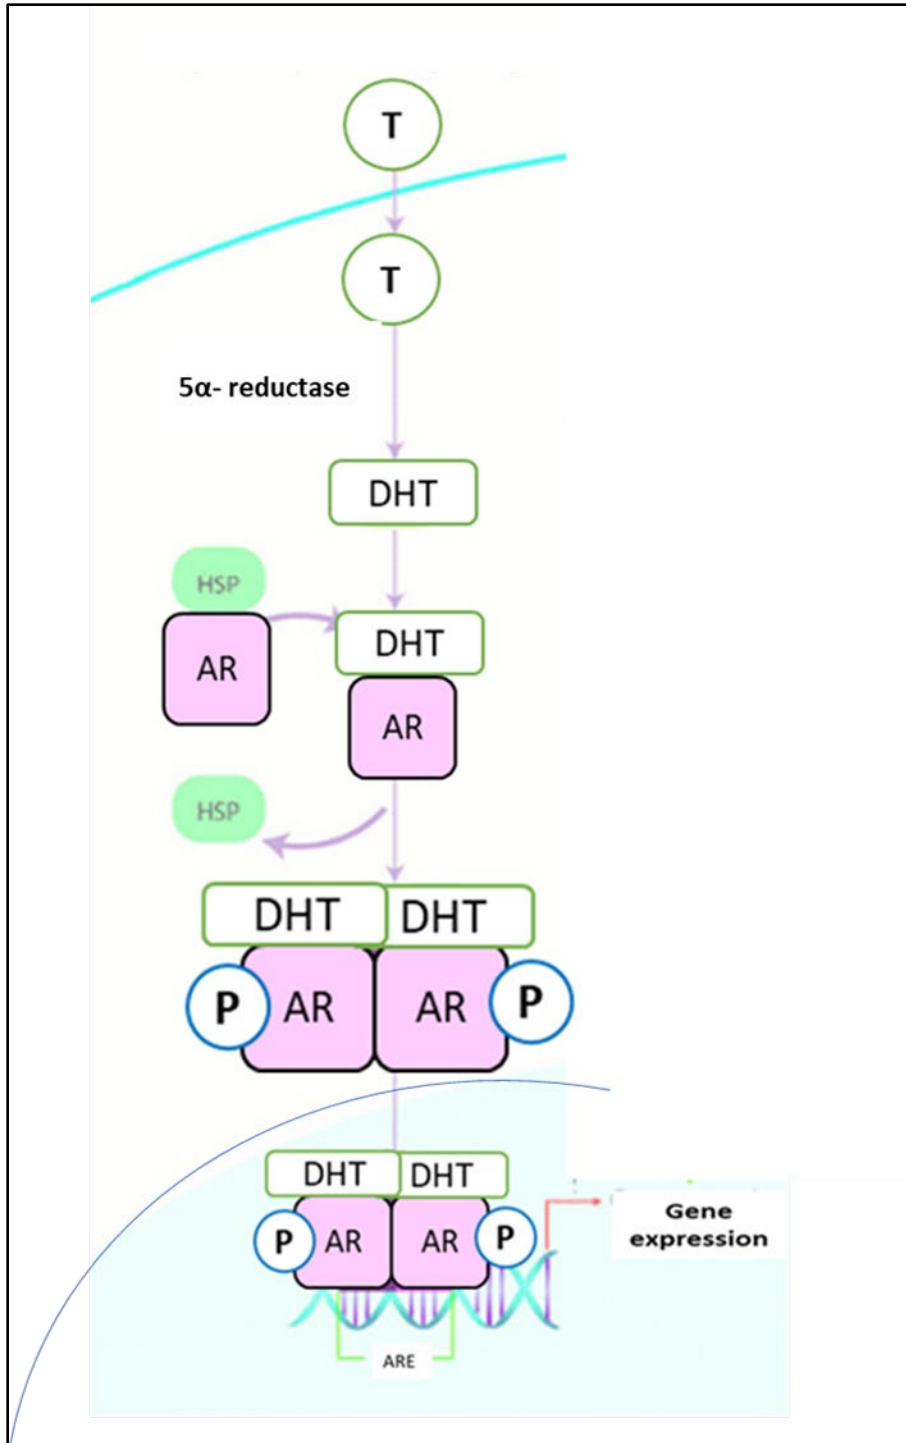 T
T
5α- reductase
DHT
HSP
DHT
AR
AR
HSP
DHT DHT
P AR AR P
DHT DHT
P AR AR P
Gene
expression
ARE